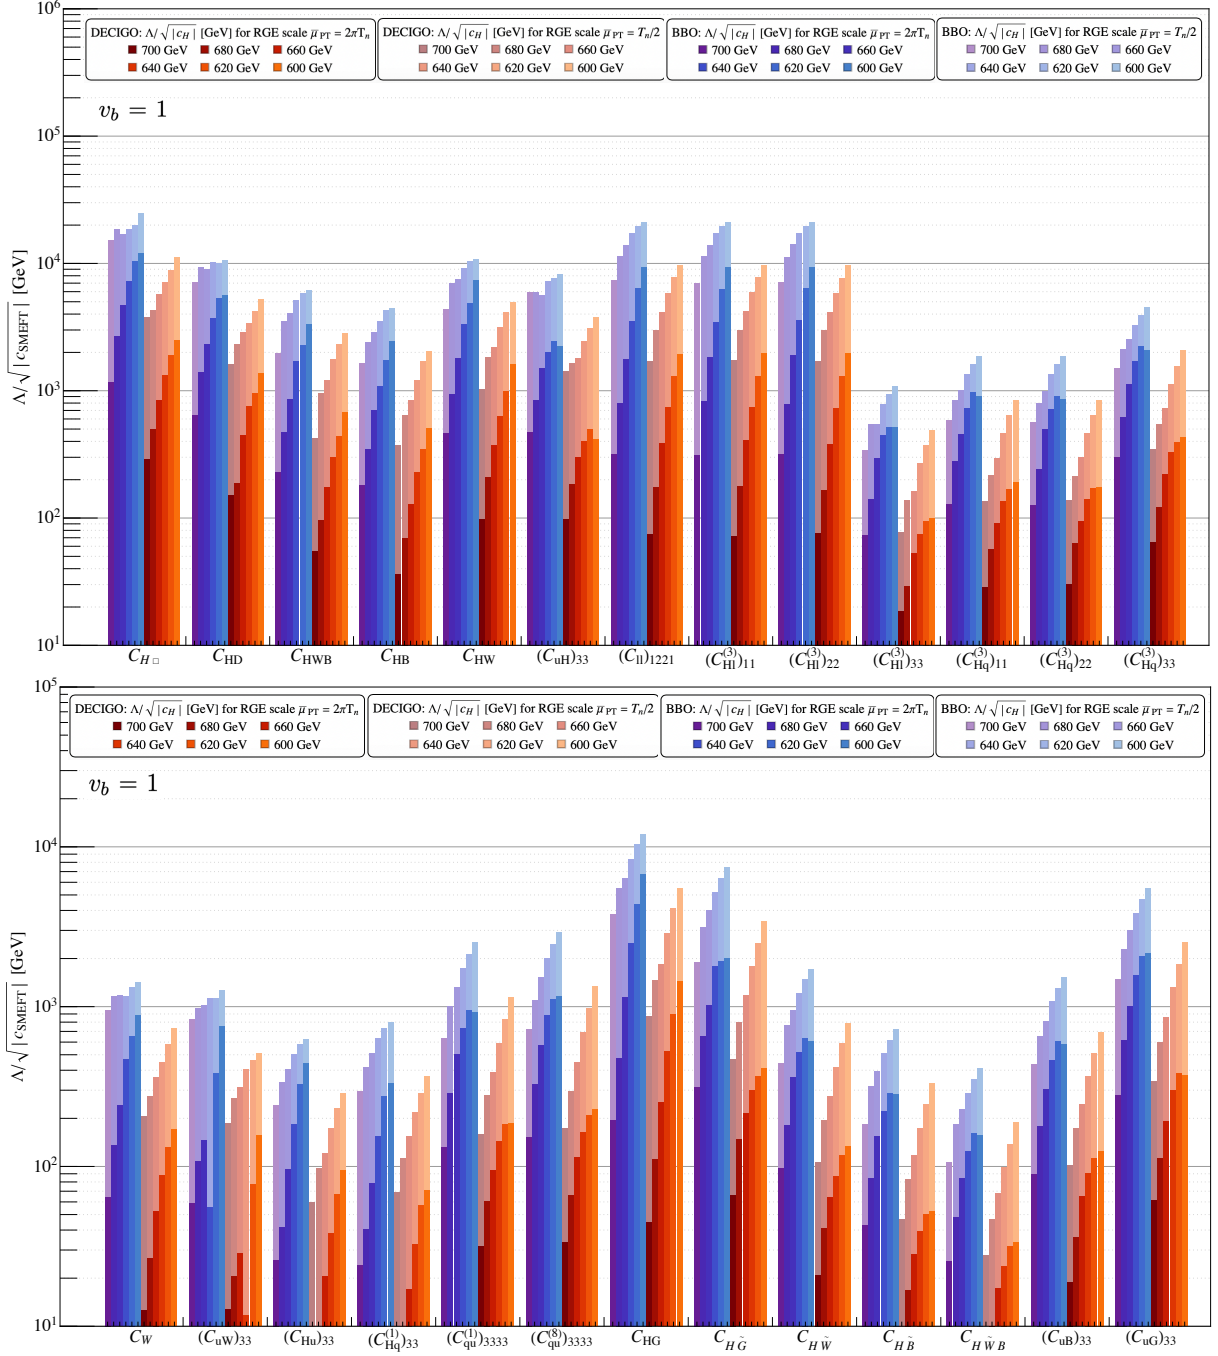 10^6
DECIGO: Λ/√|c_H| [GeV] for RGE scale μ̄_PT = 2πT_n
700 GeV 680 GeV 660 GeV
640 GeV 620 GeV 600 GeV
DECIGO: Λ/√|c_H| [GeV] for RGE scale μ̄_PT = T_n/2
700 GeV 680 GeV 660 GeV
640 GeV 620 GeV 600 GeV
BBO: Λ/√|c_H| [GeV] for RGE scale μ̄_PT = 2πT_n
700 GeV 680 GeV 660 GeV
640 GeV 620 GeV 600 GeV
BBO: Λ/√|c_H| [GeV] for RGE scale μ̄_PT = T_n/2
700 GeV 680 GeV 660 GeV
640 GeV 620 GeV 600 GeV
v_b = 1
10^5
10^4
10^3
10^2
10^1
Λ/√|c_SMEFT| [GeV]
C_H□ C_HD C_HWB C_HB C_HW (C_uH)_33 (C_ll)_1221 (C_Hl^(3))_11 (C_Hl^(3))_22 (C_Hl^(3))_33 (C_Hq^(3))_11 (C_Hq^(3))_22 (C_Hq^(3))_33
10^5
DECIGO: Λ/√|c_H| [GeV] for RGE scale μ̄_PT = 2πT_n
700 GeV 680 GeV 660 GeV
640 GeV 620 GeV 600 GeV
DECIGO: Λ/√|c_H| [GeV] for RGE scale μ̄_PT = T_n/2
700 GeV 680 GeV 660 GeV
640 GeV 620 GeV 600 GeV
BBO: Λ/√|c_H| [GeV] for RGE scale μ̄_PT = 2πT_n
700 GeV 680 GeV 660 GeV
640 GeV 620 GeV 600 GeV
BBO: Λ/√|c_H| [GeV] for RGE scale μ̄_PT = T_n/2
700 GeV 680 GeV 660 GeV
640 GeV 620 GeV 600 GeV
v_b = 1
10^4
10^3
10^2
10^1
Λ/√|c_SMEFT| [GeV]
C_W (C_uW)_33 (C_Hu)_33 (C_Hq^(1))_33 (C_qu^(1))_3333 (C_qu^(8))_3333 C_HG C_HG̃ C_HW̃ C_HB̃ C_HW̃B (C_uB)_33 (C_uG)_33